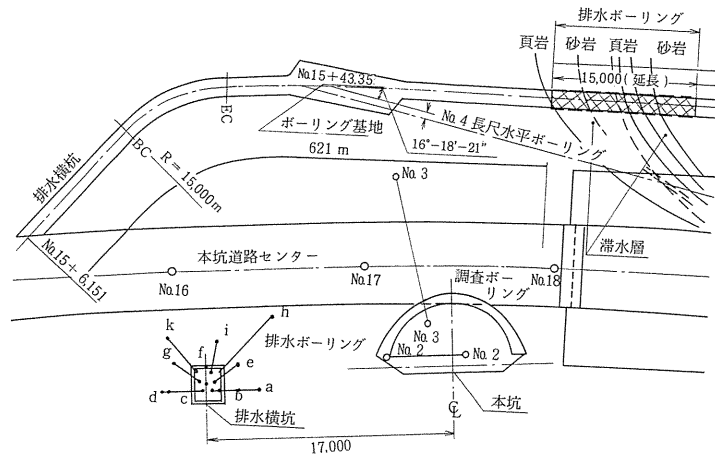 排水ボーリング
頁岩 砂岩 頁岩 砂岩
15,000(延長)
No.15+43.35
EC
ボーリング基地
No.4長尺水平ボーリング
16°-18′-21″
BC
R=15,000m
排水横杭
621 m
No.3
滞水層
No.15+6.151
本坑道路センター
No.16
No.17
No.18
調査ボー
リング
h
k
i
排水ボーリング
f
g
e
No.3
No.2
No.2
d
c
b
a
排水横坑
℄
本坑
17,000